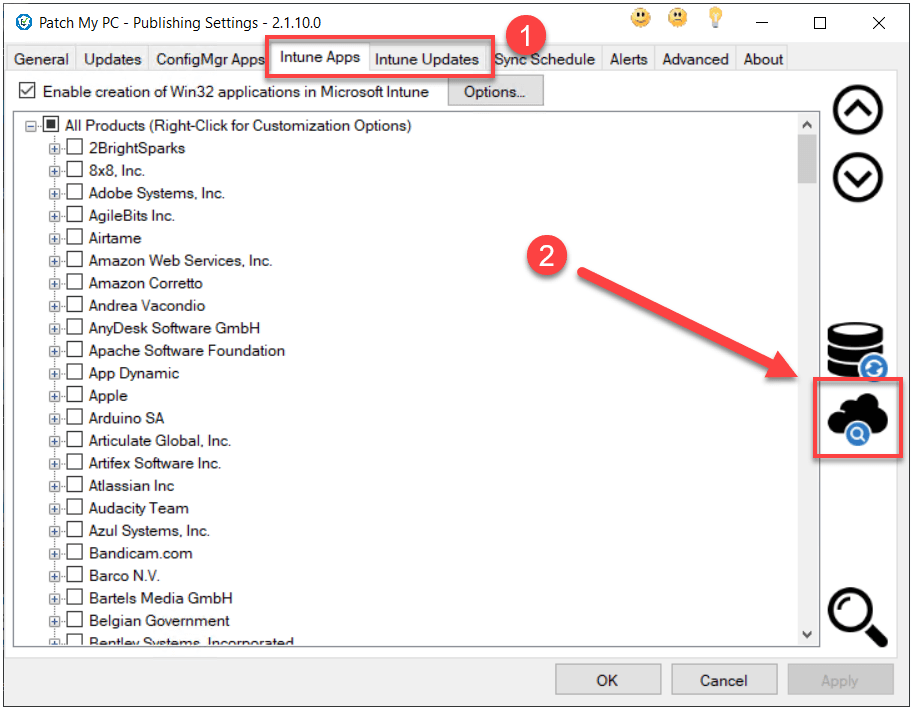 Patch My PC - Publishing Settings - 2.1.10.0
1
General Updates ConfigMgr Apps Intune Apps Intune Updates Sync Schedule Alerts Advanced About
Enable creation of Win32 applications in Microsoft Intune Options...
All Products (Right-Click for Customization Options)
2BrightSparks
8x8, Inc.
Adobe Systems, Inc.
AgileBits Inc.
Airtame
2
Amazon Web Services, Inc.
Amazon Corretto
Andrea Vacondio
AnyDesk Software GmbH
Apache Software Foundation
App Dynamic
Apple
Arduino SA
Articulate Global, Inc.
Artifex Software Inc.
Atlassian Inc
Audacity Team
Azul Systems, Inc.
Bandicam.com
Barco N.V.
Bartels Media GmbH
Belgian Government
Bentley Systems, Incorporated
OK Cancel Apply